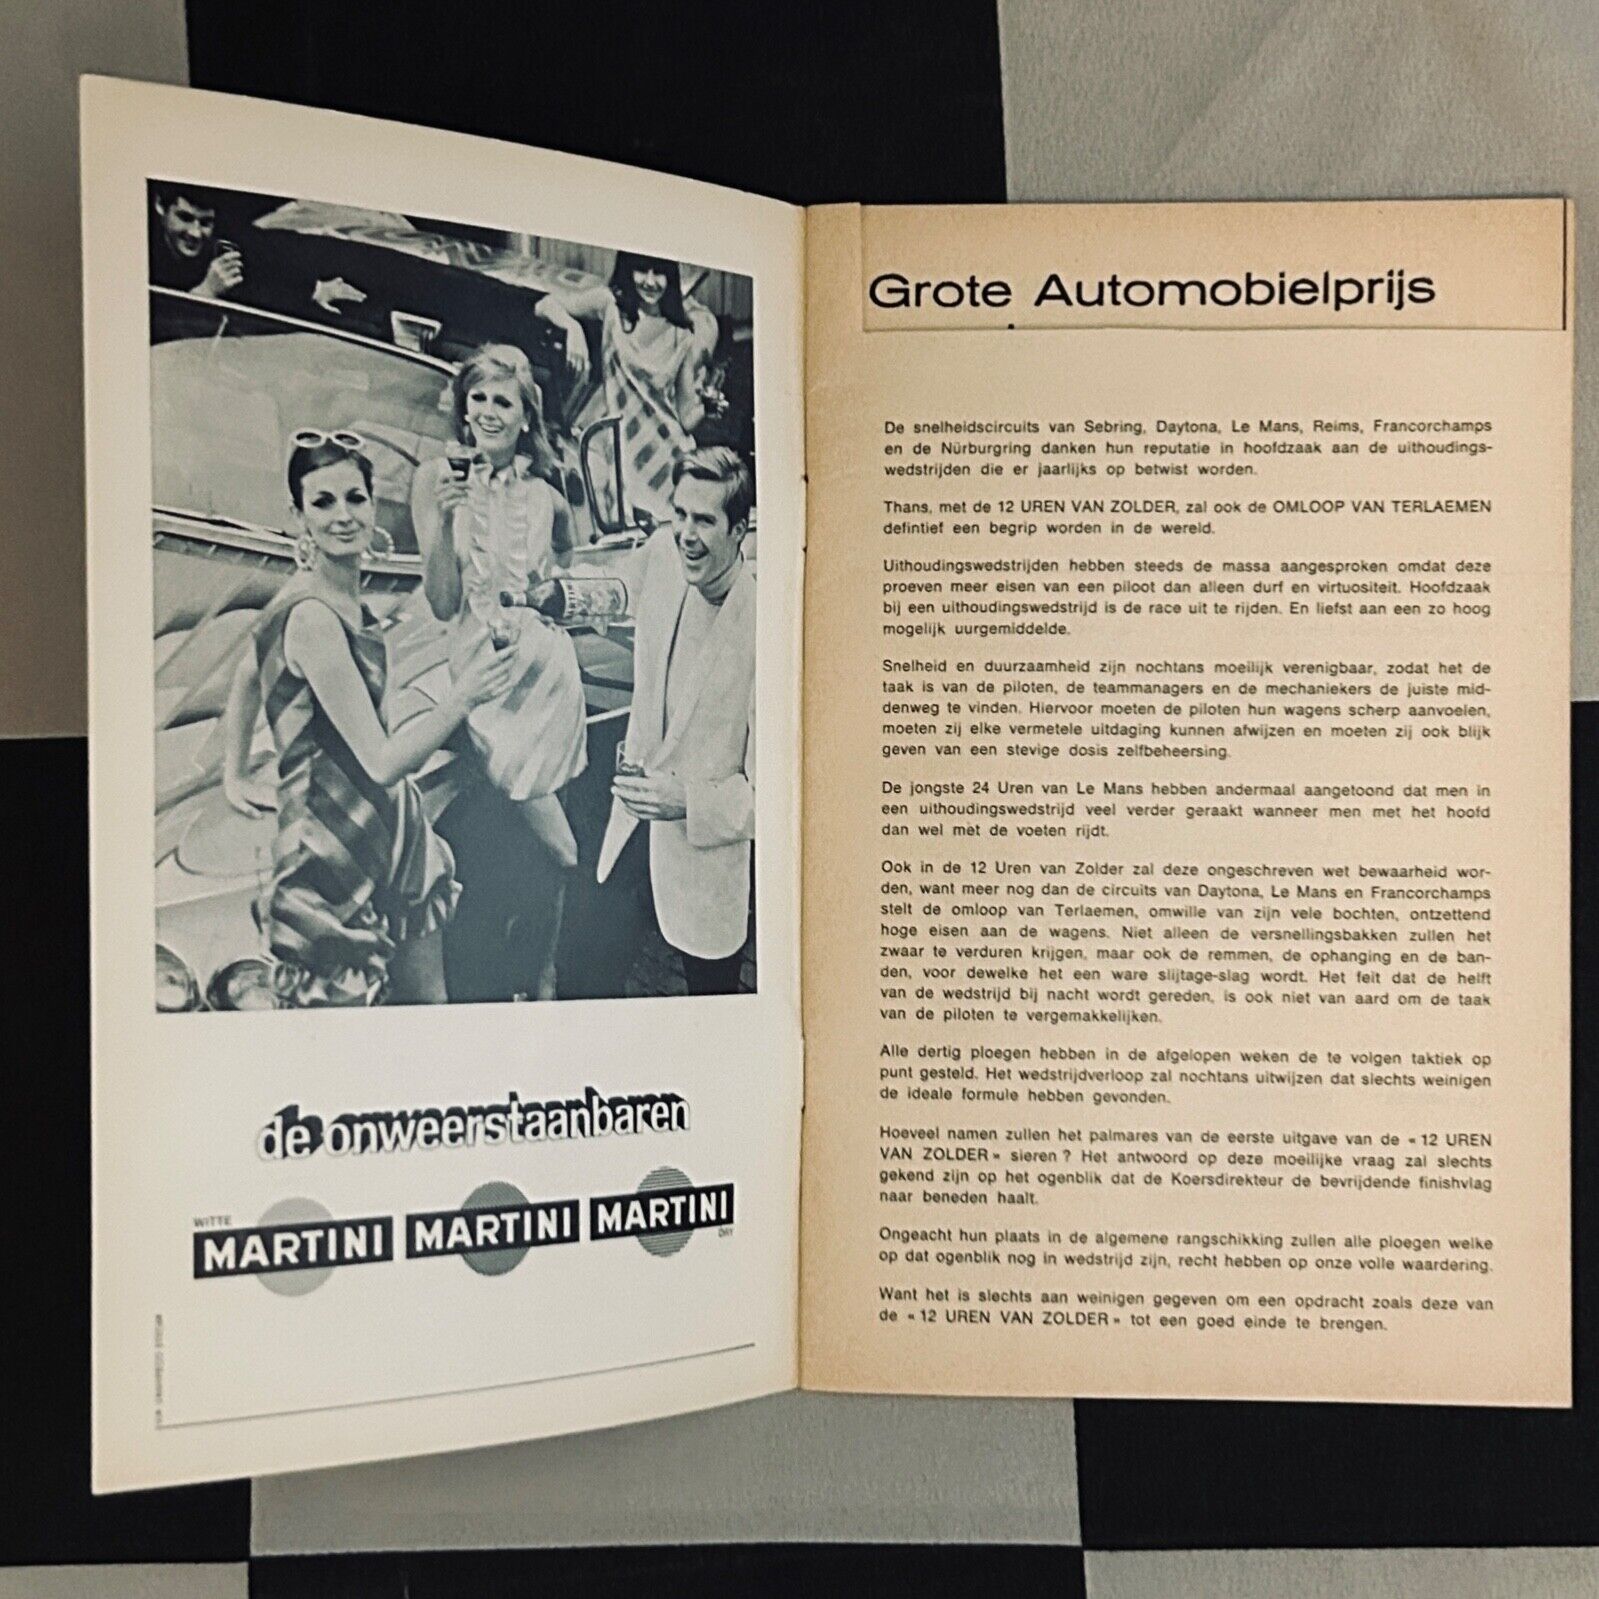 de onweerstaanbaren
WITTE
MARTINI MARTINI MARTINI
DRY
Grote Automobielprijs
De snelheidscircuits van Sebring, Daytona, Le Mans, Reims, Francorchamps
en de Nürburgring danken hun reputatie in hoofdzaak aan de uithoudings-
wedstrijden die er jaarlijks op betwist worden.
Thans, met de 12 UREN VAN ZOLDER, zal ook de OMLOOP VAN TERLAEMEN
defintief een begrip worden in de wereld.
Uithoudingswedstrijden hebben steeds de massa aangesproken omdat deze
proeven meer eisen van een piloot dan alleen durf en virtuositeit. Hoofdzaak
bij een uithoudingswedstrijd is de race uit te rijden. En liefst aan een zo hoog
mogelijk uurgemiddelde.
Snelheid en duurzaamheid zijn nochtans moeilijk verenigbaar, zodat het de
taak is van de piloten, de teammanagers en de mechaniekers de juiste mid-
denweg te vinden. Hiervoor moeten de piloten hun wagens scherp aanvoelen,
moeten zij elke vermetele uitdaging kunnen afwijzen en moeten zij ook blijk
geven van een stevige dosis zelfbeheersing.
De jongste 24 Uren van Le Mans hebben andermaal aangetoond dat men in
een uithoudingswedstrijd veel verder geraakt wanneer men met het hoofd
dan wel met de voeten rijdt.
Ook in de 12 Uren van Zolder zal deze ongeschreven wet bewaarheid wor-
den, want meer nog dan de circuits van Daytona, Le Mans en Francorchamps
stelt de omloop van Terlaemen, omwille van zijn vele bochten, ontzettend
hoge eisen aan de wagens. Niet alleen de versnellingsbakken zullen het
zwaar te verduren krijgen, maar ook de remmen, de ophanging en de ban-
den, voor dewelke het een ware slijtage-slag wordt. Het feit dat de helft
van de wedstrijd bij nacht wordt gereden, is ook niet van aard om de taak
van de piloten te vergemakkelijken.
Alle dertig ploegen hebben in de afgelopen weken de te volgen taktiek op
punt gesteld. Het wedstrijdverloop zal nochtans uitwijzen dat slechts weinigen
de ideale formule hebben gevonden.
Hoeveel namen zullen het palmares van de eerste uitgave van de « 12 UREN
VAN ZOLDER » sieren ? Het antwoord op deze moeilijke vraag zal slechts
gekend zijn op het ogenblik dat de Koersdirekteur de bevrijdende finishvlag
naar beneden haalt.
Ongeacht hun plaats in de algemene rangschikking zullen alle ploegen welke
op dat ogenblik nog in wedstrijd zijn, recht hebben op onze volle waardering.
Want het is slechts aan weinigen gegeven om een opdracht zoals deze van
de « 12 UREN VAN ZOLDER » tot een goed einde te brengen.